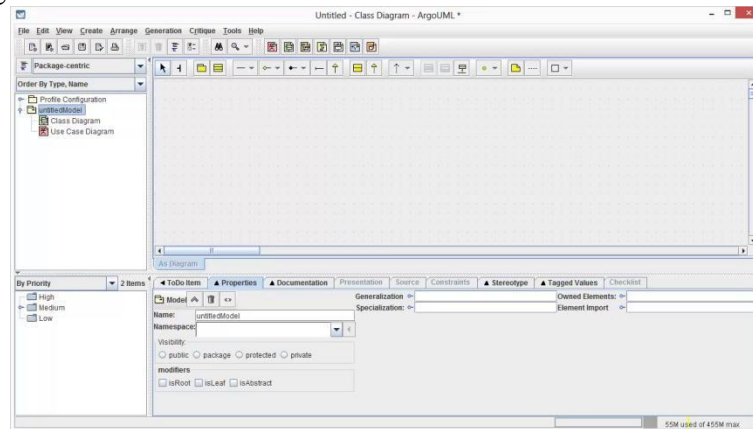 Untitled - Class Diagram - ArgoUML *
File Edit View Create Arrange Generation Critique Tools Help
Package-centric
Order By Type, Name
Profile Configuration
untitledModel
Class Diagram
Use Case Diagram
As Diagram
By Priority 2 Items
High
Medium
Low
ToDo Item Properties Documentation Presentation Source Constraints Stereotype Tagged Values Checklist
Model
Name: untitledModel
Namespace:
Visibility:
public package protected private
modifiers
isRoot isLeaf isAbstract
Generalization
Specialization:
Owned Elements:
Element Import
55M used of 455M max